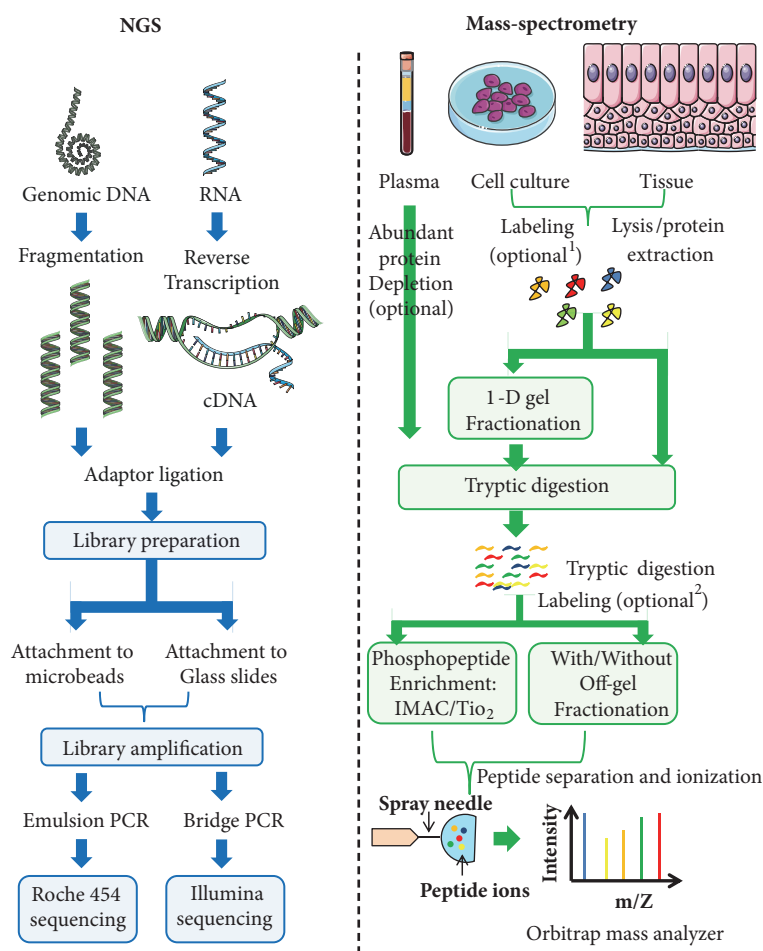 NGS
Genomic DNA
RNA
Fragmentation
Reverse
Transcription
cDNA
Adaptor ligation
Library preparation
Attachment to
microbeads
Attachment to
Glass slides
Library amplification
Emulsion PCR
Bridge PCR
Roche 454
sequencing
Illumina
sequencing
Mass-spectrometry
Plasma
Cell culture
Tissue
Abundant
protein
Depletion
(optional)
Labeling
(optional¹)
Lysis/protein
extraction
1-D gel
Fractionation
Tryptic digestion
Tryptic digestion
Labeling (optional²)
Phosphopeptide
Enrichment:
IMAC/Tio₂
With/Without
Off-gel
Fractionation
Peptide separation and ionization
Spray needle
Peptide ions
Intensity
m/Z
Orbitrap mass analyzer